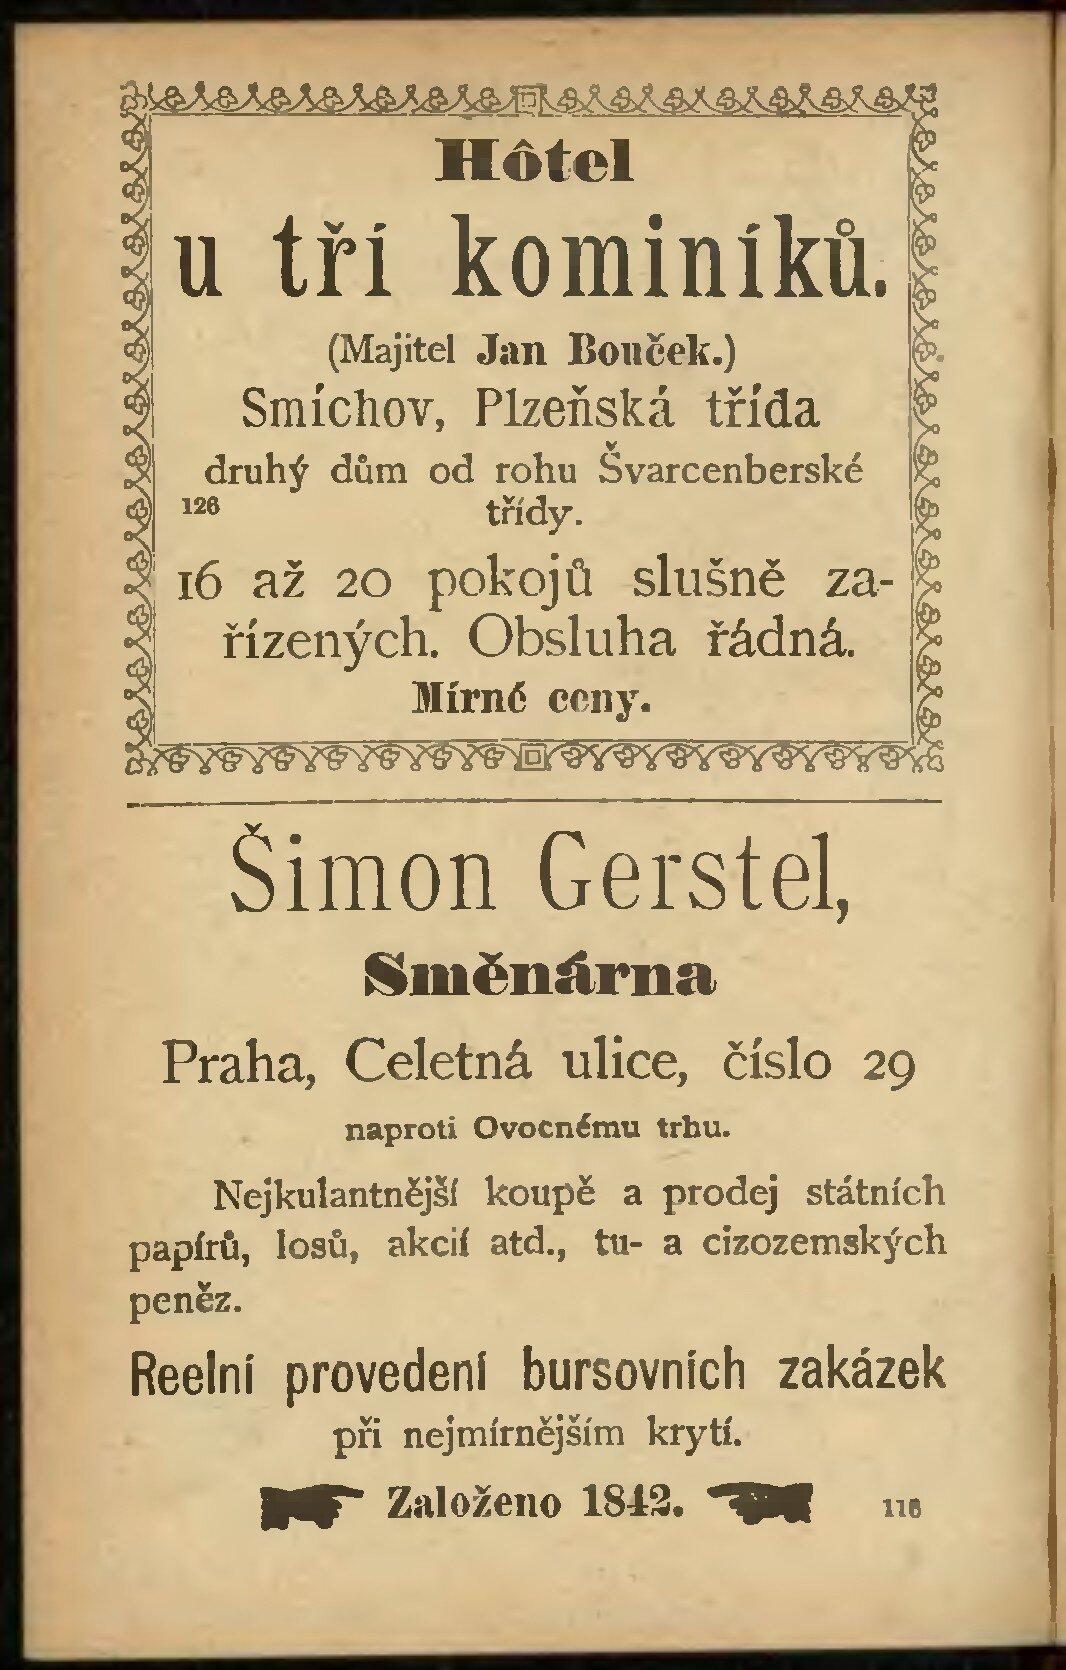 Hôtel
u tří kominíků.
(Majitel Jan Bouček.)
Smíchov, Plzeňská třída
druhý dům od rohu Švarcenberské
126 třídy.
16 až 20 pokojů slušně za-
řízených. Obsluha řádná.
Mírné ceny.
Šimon Gerstel,
Směnárna
Praha, Celetná ulice, číslo 29
naproti Ovocnému trhu.
Nejkulantnější koupě a prodej státních
papírů, losů, akcií atd., tu- a cizozemských
peněz.
Reelní provedení bursovních zakázek
při nejmírnějším krytí.
Založeno 1842. 116